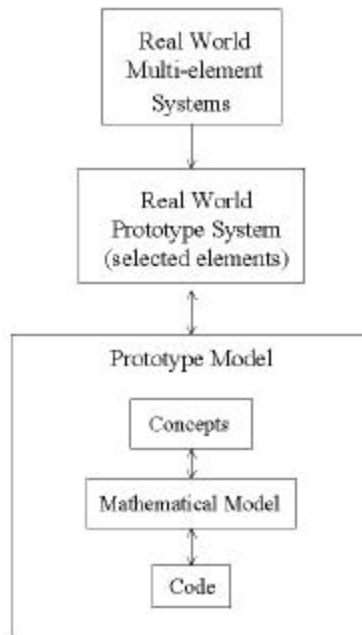 Real World
Multi-element
Systems
Real World
Prototype System
(selected elements)
Prototype Model
Concepts
Mathematical Model
Code